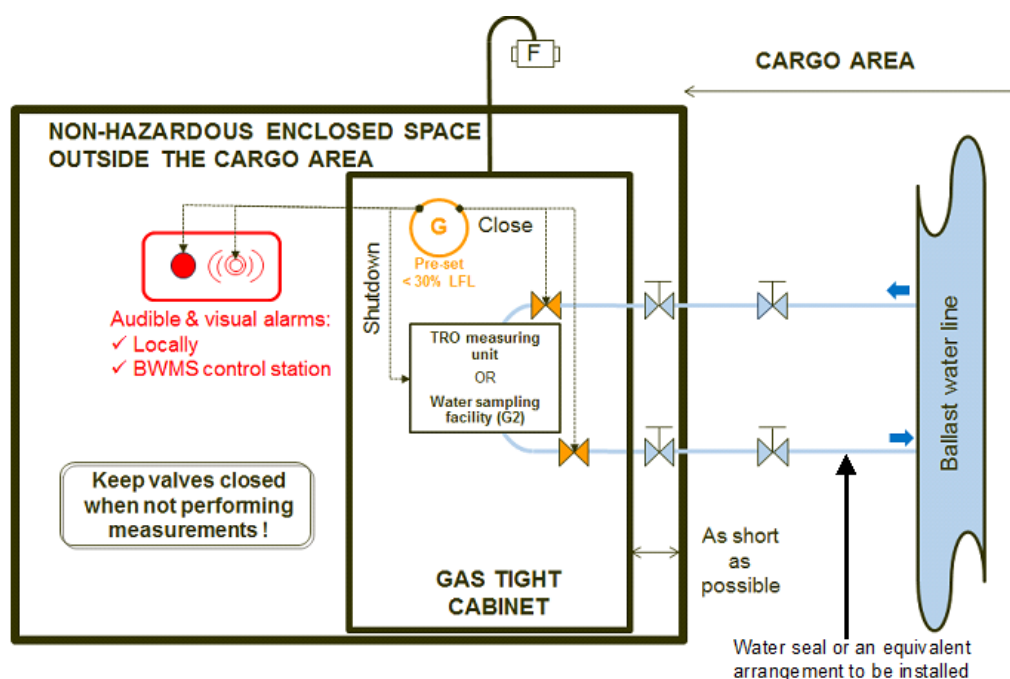 F
CARGO AREA
NON-HAZARDOUS ENCLOSED SPACE
OUTSIDE THE CARGO AREA
G
Close
Pre-set
< 30% LFL
Shutdown
Audible & visual alarms:
✓ Locally
✓ BWMS control station
TRO measuring
unit
OR
Water sampling
facility (G2)
Ballast water line
Keep valves closed
when not performing
measurements !
As short
as
possible
GAS TIGHT
CABINET
Water seal or an equivalent
arrangement to be installed